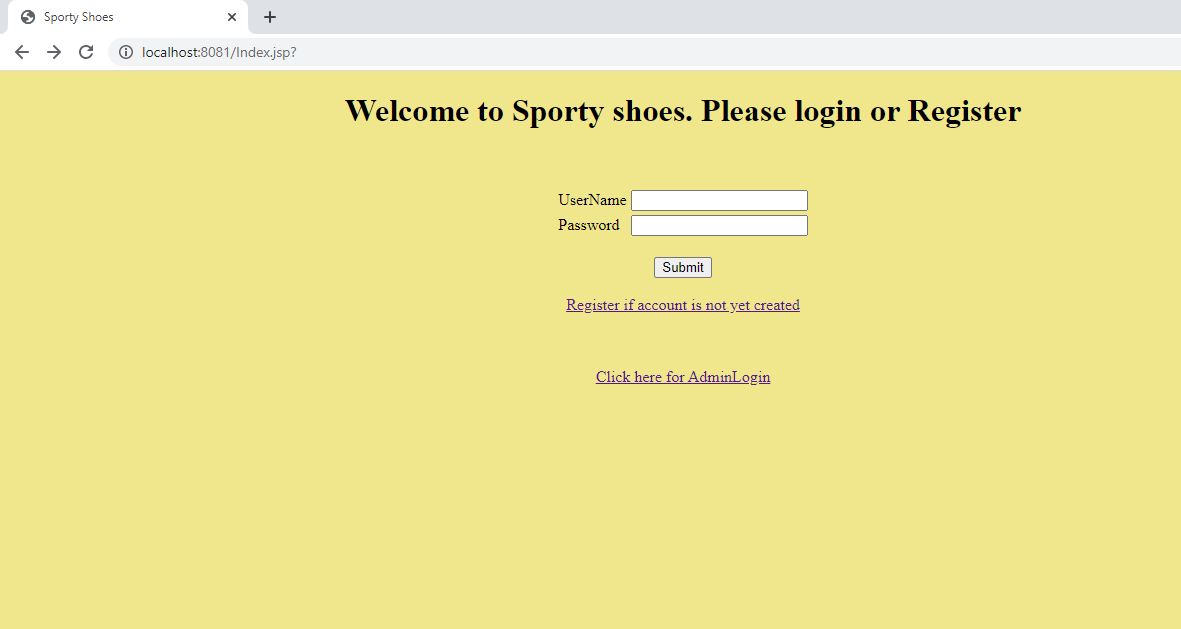 Sporty Shoes
localhost:8081/Index.jsp?
Welcome to Sporty shoes. Please login or Register
UserName
Password
Submit
Register if account is not yet created
Click here for AdminLogin